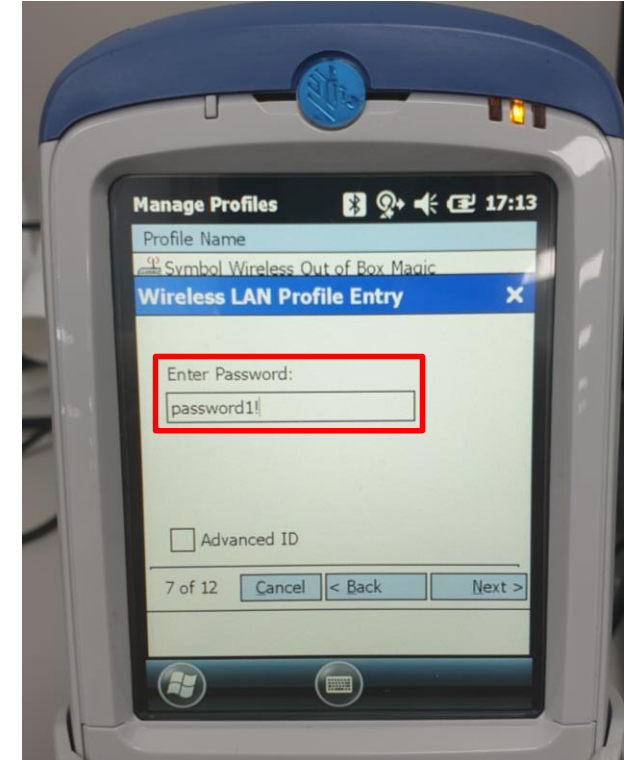 Manage Profiles 17:13
Profile Name
Symbol Wireless Out of Box Magic
Wireless LAN Profile Entry X
Enter Password:
password1!
Advanced ID
7 of 12 Cancel < Back Next >